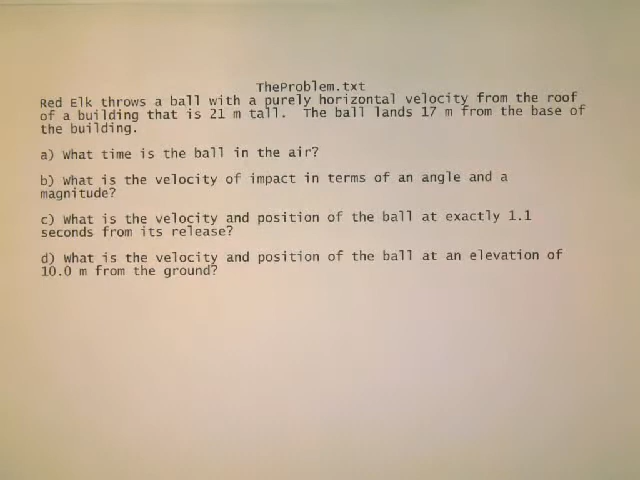 TheProblem.txt
Red Elk throws a ball with a purely horizontal velocity from the roof
of a building that is 21 m tall.  The ball lands 17 m from the base of
the building.
a) What time is the ball in the air?
b) What is the velocity of impact in terms of an angle and a
magnitude?
c) What is the velocity and position of the ball at exactly 1.1
seconds from its release?
d) What is the velocity and position of the ball at an elevation of
10.0 m from the ground?